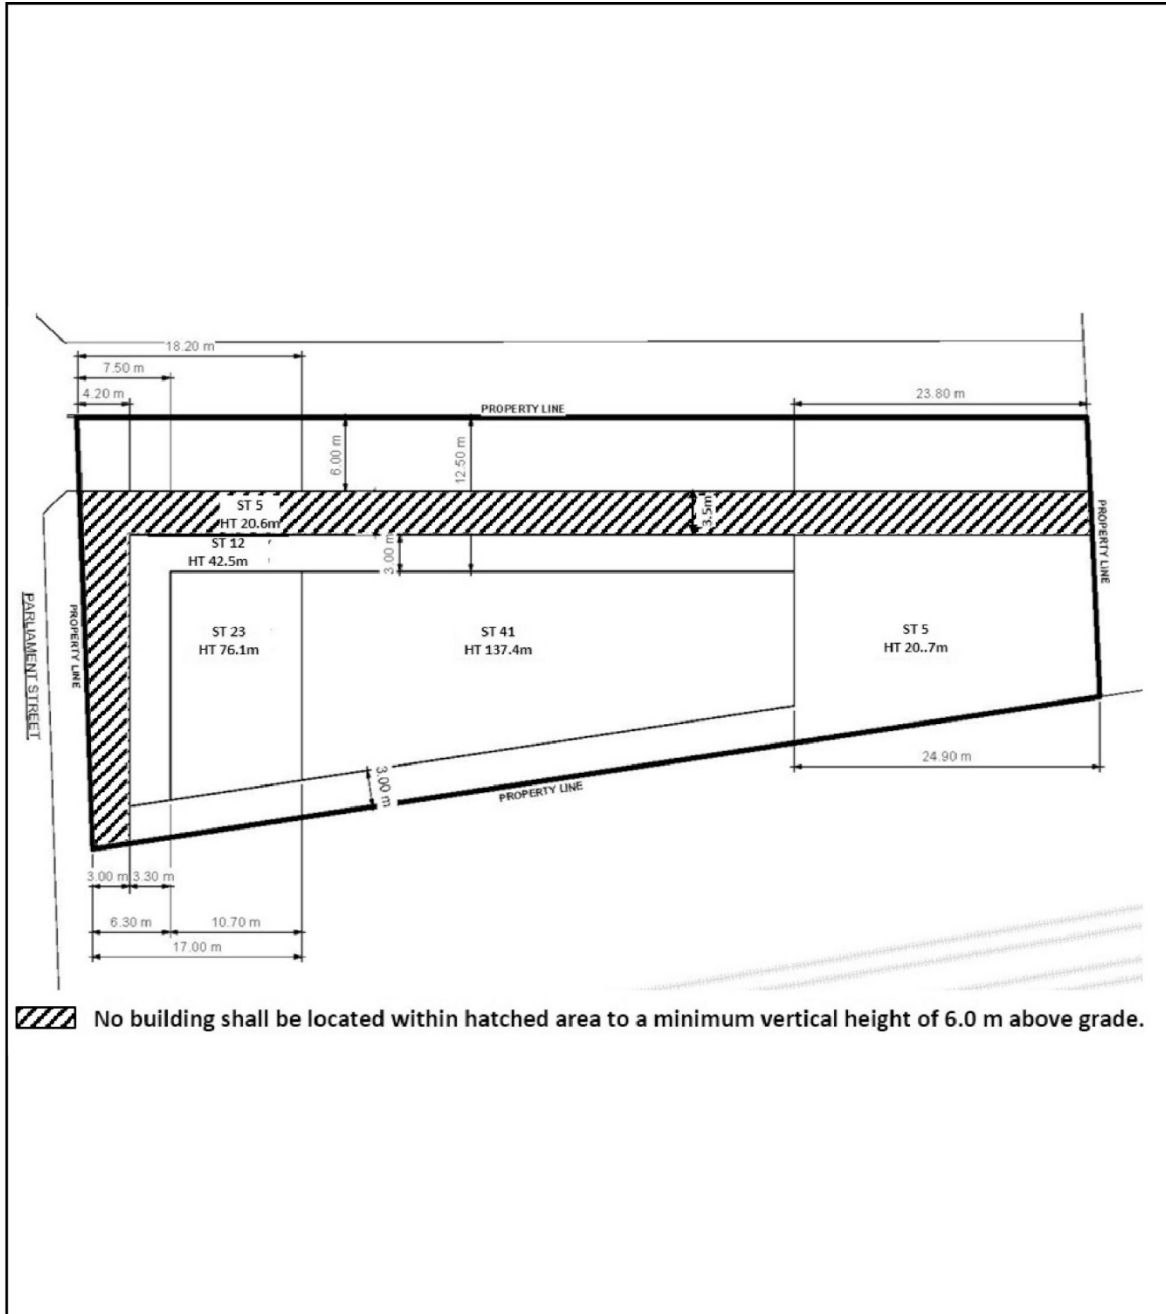 18.20 m
7.50 m
4.20 m
23.80 m
PROPERTY LINE
6.00 m
12.50 m
ST 5
HT 20.6m
3.5m
PROPERTY LINE
ST 12
HT 42.5m
3.00 m
PARLIAMENT STREET
PROPERTY LINE
ST 23
HT 76.1m
ST 41
HT 137.4m
ST 5
HT 20..7m
3.00 m
PROPERTY LINE
24.90 m
3.00 m
3.30 m
6.30 m
10.70 m
17.00 m
No building shall be located within hatched area to a minimum vertical height of 6.0 m above grade.